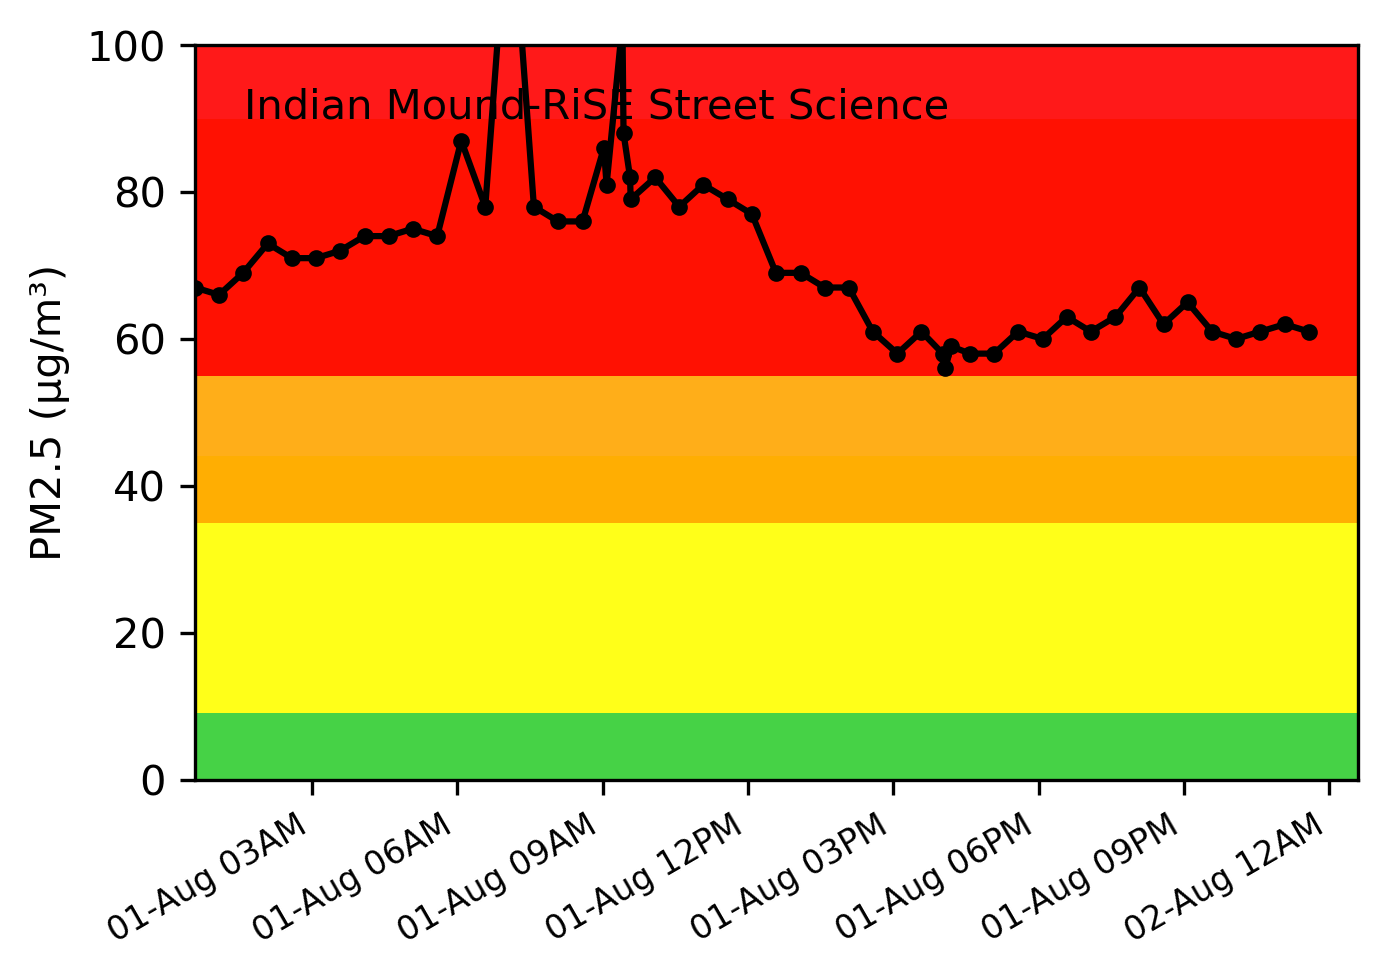 Indian Mound-RiSE Street Science
PM2.5 (µg/m³)
100
80
60
40
20
0
01-Aug 03AM
01-Aug 06AM
01-Aug 09AM
01-Aug 12PM
01-Aug 03PM
01-Aug 06PM
01-Aug 09PM
02-Aug 12AM